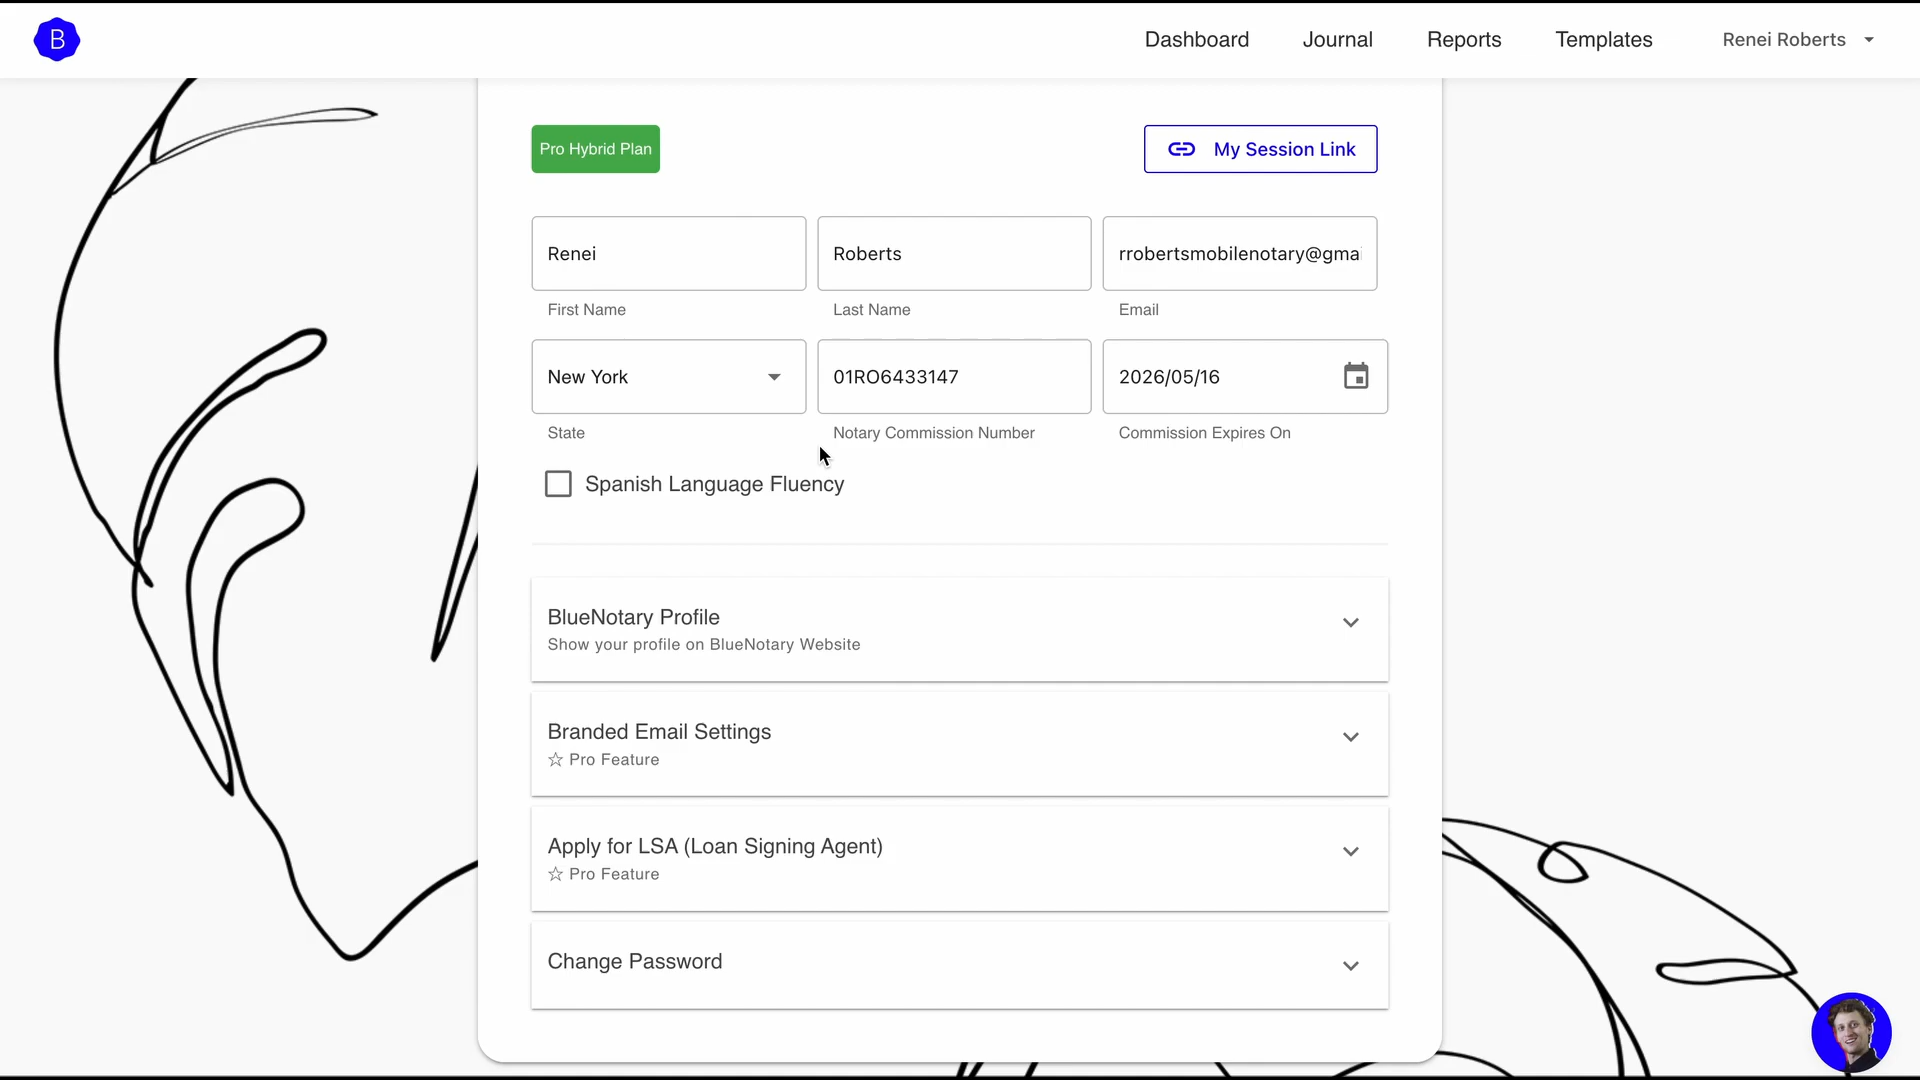 B
Dashboard
Journal
Reports
Templates
Renei Roberts
Pro Hybrid Plan
My Session Link
Renei
Roberts
rrobertsmobilenotary@gmai
First Name
Last Name
Email
New York
01RO6433147
2026/05/16
State
Notary Commission Number
Commission Expires On
Spanish Language Fluency
BlueNotary Profile
Show your profile on BlueNotary Website
Branded Email Settings
☆ Pro Feature
Apply for LSA (Loan Signing Agent)
☆ Pro Feature
Change Password